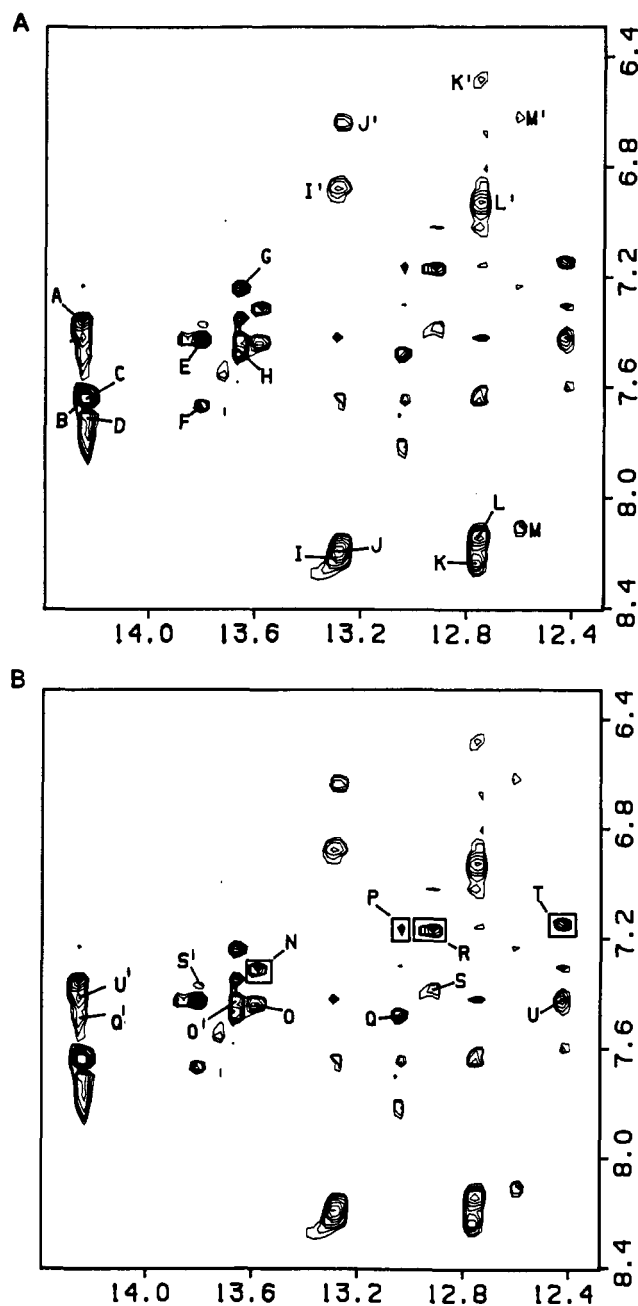 A
6.4
K'
M'
J'
I'
L'
6.8
G
7.2
A
E
H
C
7.6
B
D
F
8.0
L
M
I
J
K
8.4
14.0 13.6 13.2 12.8 12.4
B
6.4
6.8
P
T
7.2
N
S'
R
U'
Q'
O'
O
S
Q
U
7.6
8.0
8.4
14.0 13.6 13.2 12.8 12.4